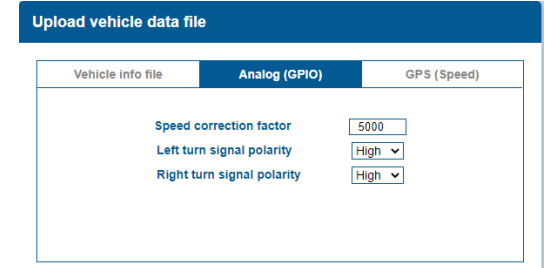 Upload vehicle data file
Vehicle info file Analog (GPIO) GPS (Speed)
Speed correction factor 5000
Left turn signal polarity High
Right turn signal polarity High